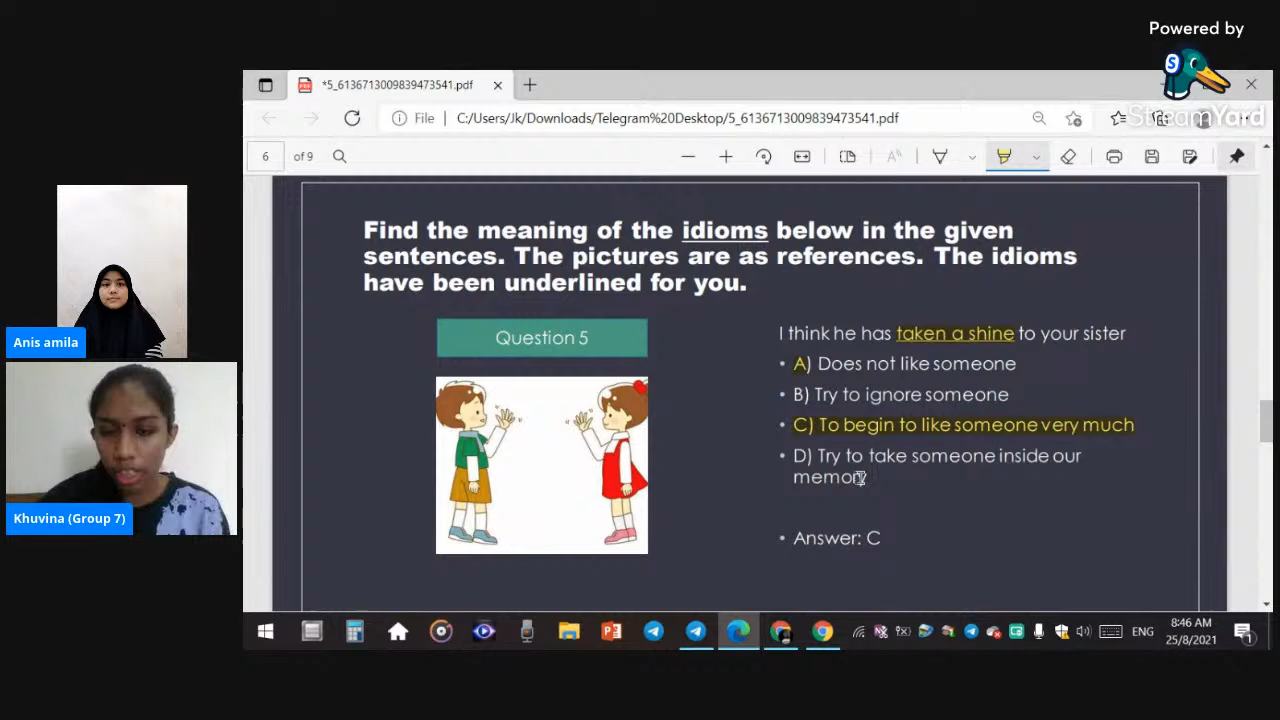 Powered by
S
StreamYard
*5_6136713009839473541.pdf
File | C:/Users/Jk/Downloads/Telegram%20Desktop/5_6136713009839473541.pdf
6 of 9
Find the meaning of the idioms below in the given
sentences. The pictures are as references. The idioms
have been underlined for you.
Question 5
I think he has taken a shine to your sister
• A) Does not like someone
• B) Try to ignore someone
• C) To begin to like someone very much
• D) Try to take someone inside our
memory
• Answer: C
Anis amila
Khuvina (Group 7)
ENG
8:46 AM
25/8/2021